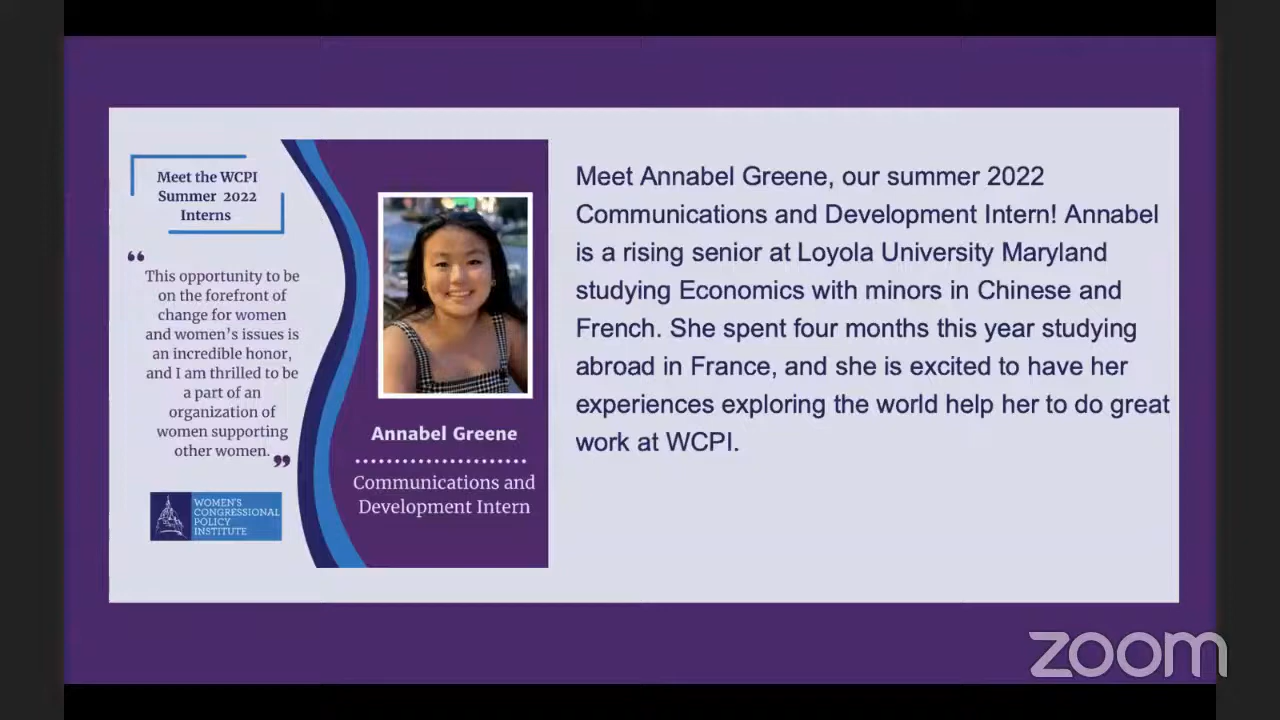 Meet the WCPI
Summer 2022
Interns
“
This opportunity to be
on the forefront of
change for women
and women's issues is
an incredible honor,
and I am thrilled to be
a part of an
organization of
women supporting
other women.
”
WOMEN'S
CONGRESSIONAL
POLICY
INSTITUTE
Annabel Greene
Communications and
Development Intern
Meet Annabel Greene, our summer 2022
Communications and Development Intern! Annabel
is a rising senior at Loyola University Maryland
studying Economics with minors in Chinese and
French. She spent four months this year studying
abroad in France, and she is excited to have her
experiences exploring the world help her to do great
work at WCPI.
zoom